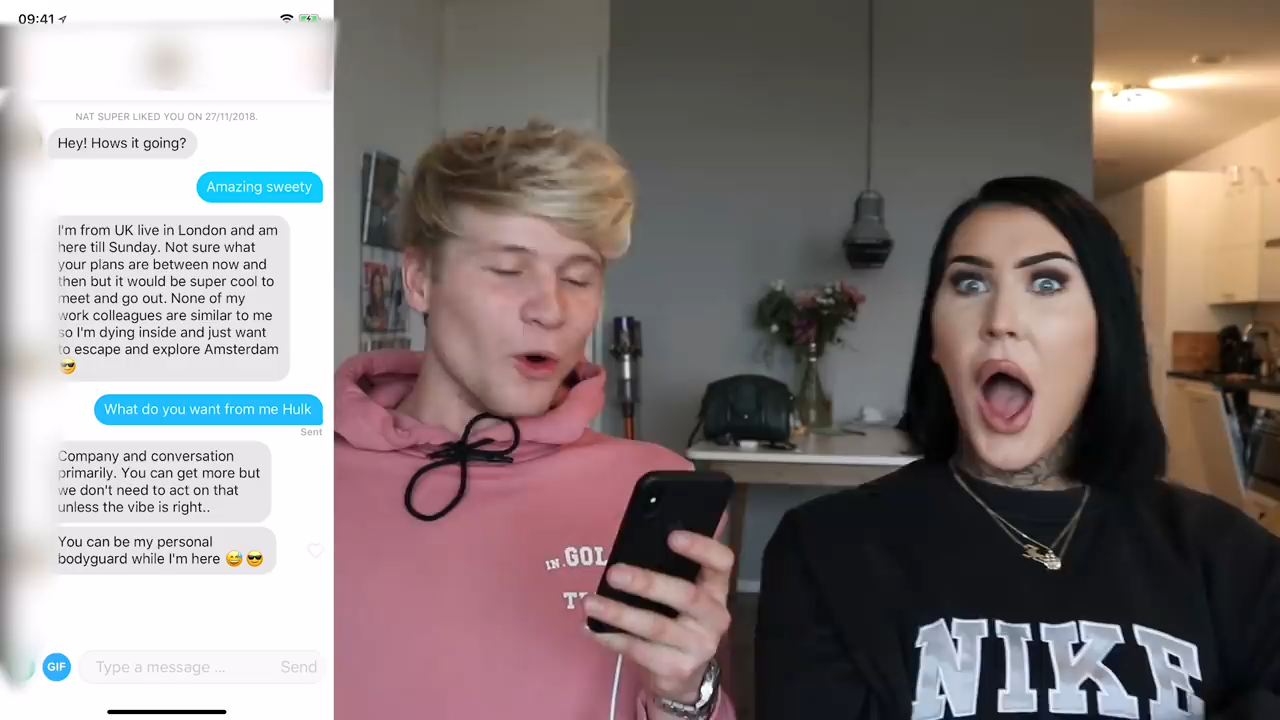 09:41
NAT SUPER LIKED YOU ON 27/11/2018.
Hey! Hows it going?
Amazing sweety
I'm from UK live in London and am
here till Sunday. Not sure what
your plans are between now and
then but it would be super cool to
meet and go out. None of my
work colleagues are similar to me
so I'm dying inside and just want
to escape and explore Amsterdam
😎
What do you want from me Hulk
Sent
Company and conversation
primarily. You can get more but
we don't need to act on that
unless the vibe is right..
You can be my personal
bodyguard while I'm here 😅😎
GIF
Type a message ...
Send
IN.GOL
NIKE